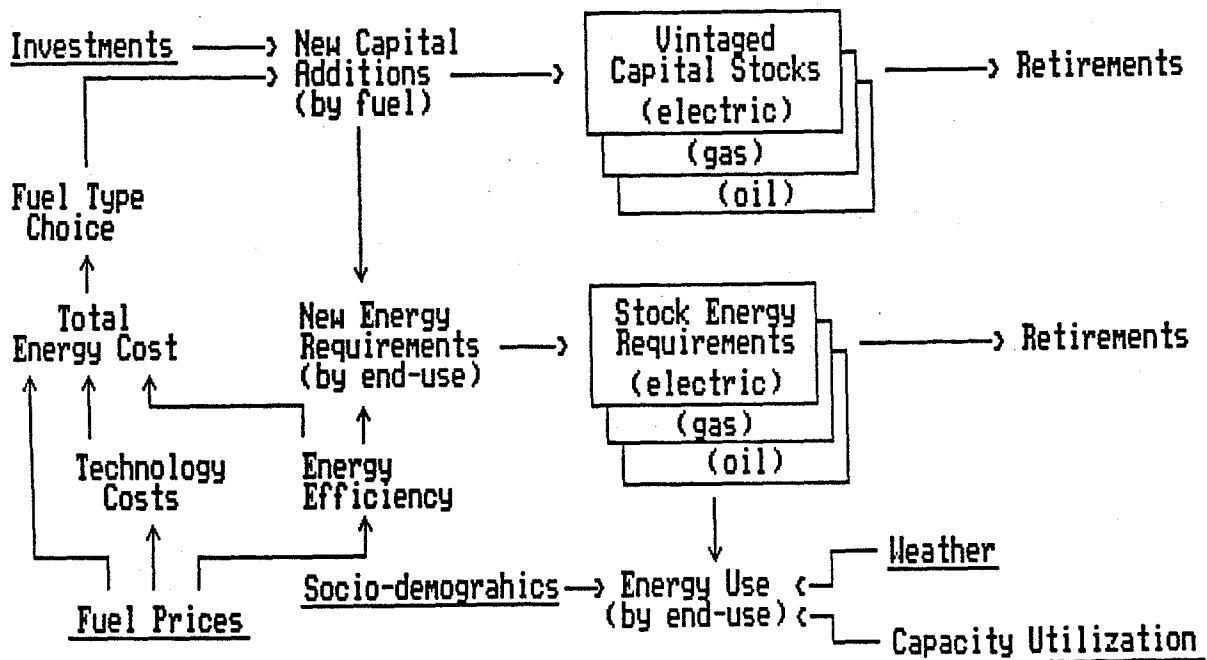 Investments
New Capital
Additions
(by fuel)
Vintaged
Capital Stocks
(electric)
(gas)
(oil)
Retirements
Fuel Type
Choice
Total
Energy Cost
New Energy
Requirements
(by end-use)
Stock Energy
Requirements
(electric)
(gas)
(oil)
Retirements
Technology
Costs
Energy
Efficiency
Fuel Prices
Socio-demograhics
Energy Use
(by end-use)
Weather
Capacity Utilization